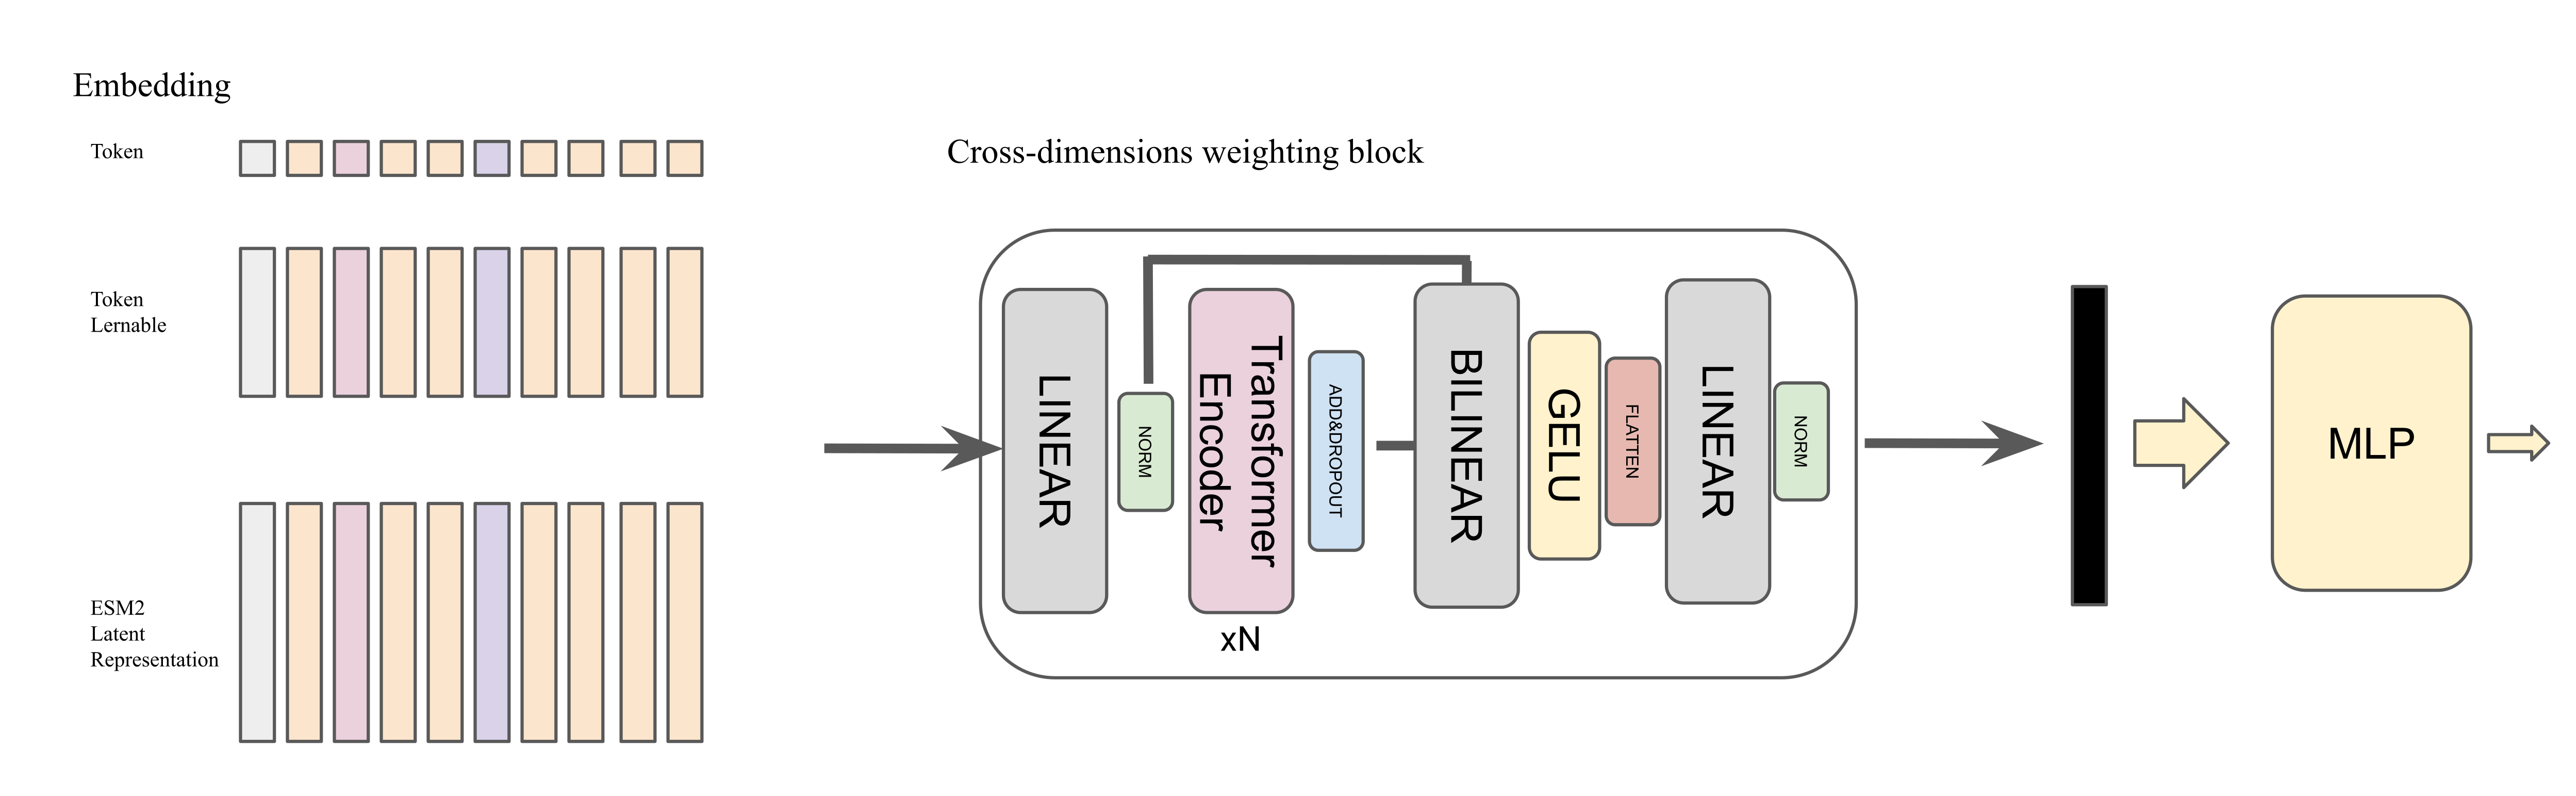 Embedding
Token
Token
Lernable
ESM2
Latent
Representation
Cross-dimensions weighting block
LINEAR
NORM
Transformer
Encoder
xN
ADD&DROPOUT
BILINEAR
GELU
FLATTEN
LINEAR
NORM
MLP